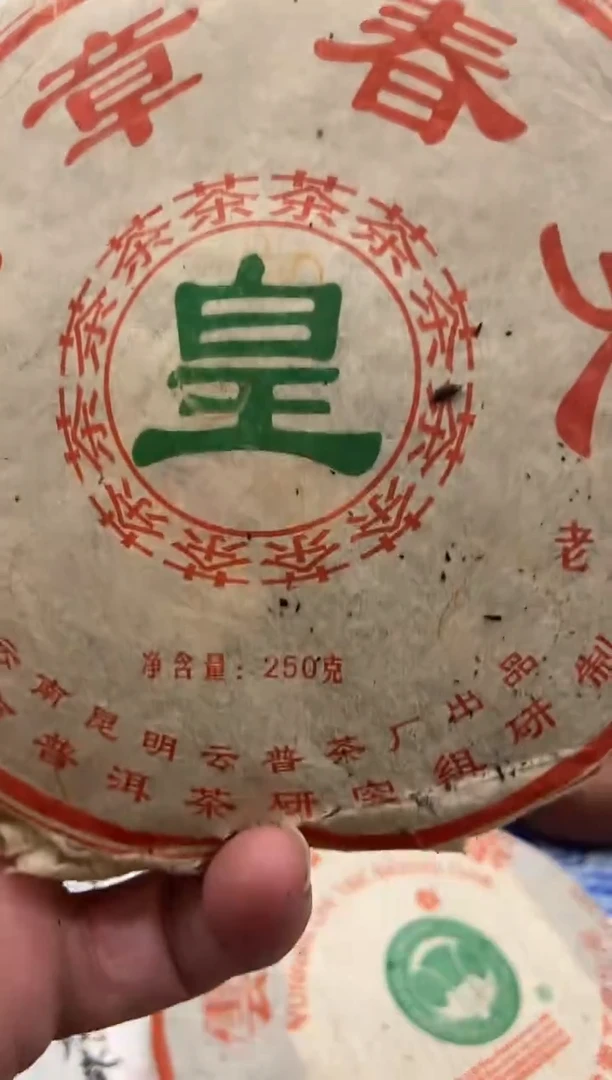 章春
茶茶茶茶茶茶茶茶茶茶茶茶
皇
老
净含量：250克
云南昆明云普茶厂出品
普洱茶研究组研制